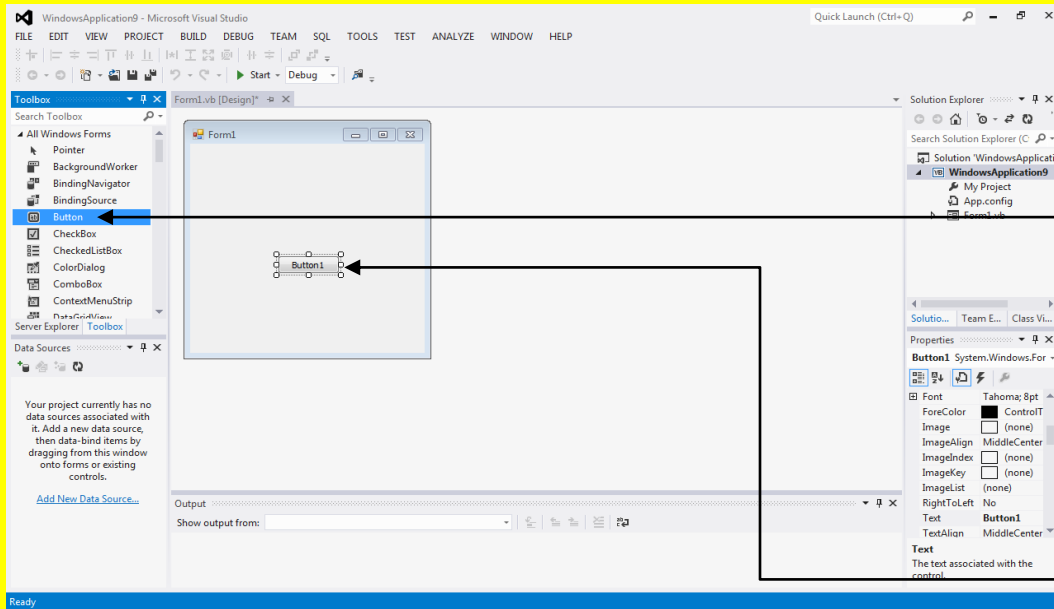 WindowsApplication9 - Microsoft Visual Studio
Quick Launch (Ctrl+Q)
FILE EDIT VIEW PROJECT BUILD DEBUG TEAM SQL TOOLS TEST ANALYZE WINDOW HELP
Start Debug
Toolbox
Search Toolbox
All Windows Forms
Pointer
BackgroundWorker
BindingNavigator
BindingSource
Button
CheckBox
CheckedListBox
ColorDialog
ComboBox
ContextMenuStrip
DataGridView
Server Explorer Toolbox
Data Sources
Your project currently has no
data sources associated with
it. Add a new data source,
then data-bind items by
dragging from this window
onto forms or existing
controls.
Add New Data Source...
Form1.vb [Design]*
Form1
Button1
Output
Show output from:
Solution Explorer
Search Solution Explorer (C
Solution 'WindowsApplicati
VB WindowsApplication9
My Project
App.config
Form1.vb
Solutio... Team E... Class Vi...
Properties
Button1 System.Windows.For
Font Tahoma; 8pt
ForeColor ControlT
Image (none)
ImageAlign MiddleCenter
ImageIndex (none)
ImageKey (none)
ImageList (none)
RightToLeft No
Text Button1
TextAlign MiddleCenter
Text
The text associated with the
control.
Ready